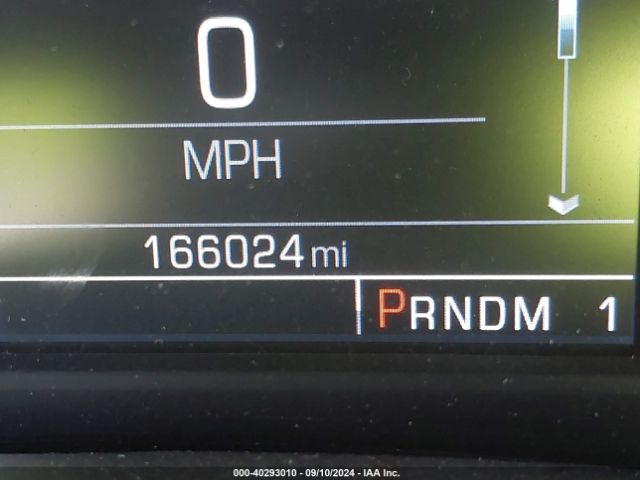 0
MPH
166024 mi
PRNDM 1
000-40293010 - 09/10/2024 - IAA Inc.